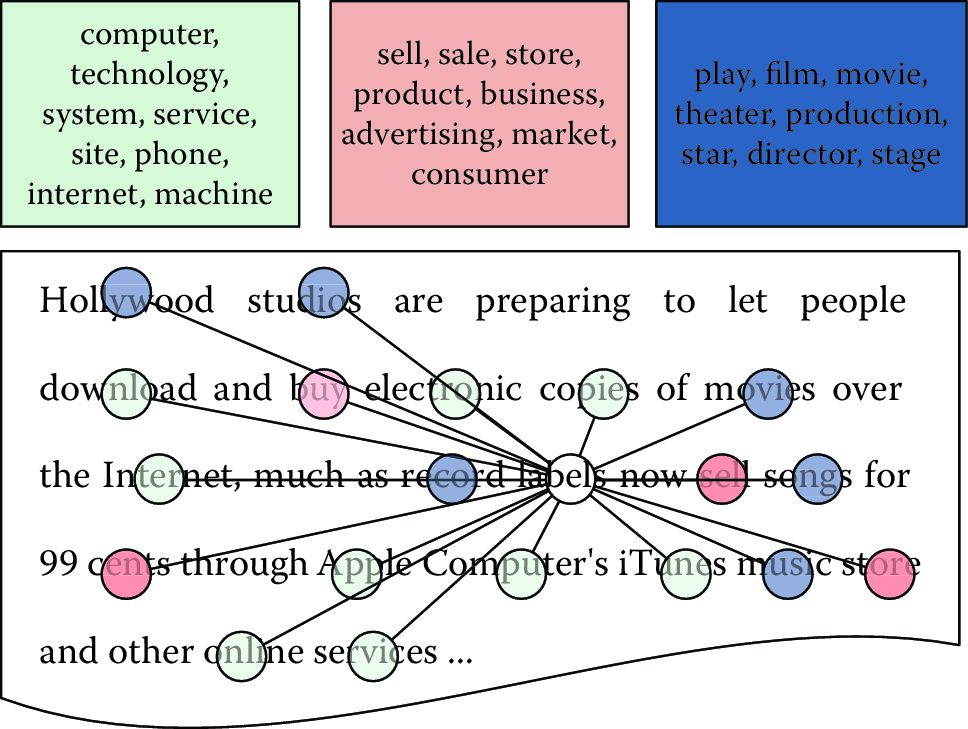 computer,
technology,
system, service,
site, phone,
internet, machine
sell, sale, store,
product, business,
advertising, market,
consumer
play, film, movie,
theater, production,
star, director, stage
Hollywood studios are preparing to let people
download and buy electronic copies of movies over
the Internet, much as record labels now sell songs for
99 cents through Apple Computer's iTunes music store
and other online services ...